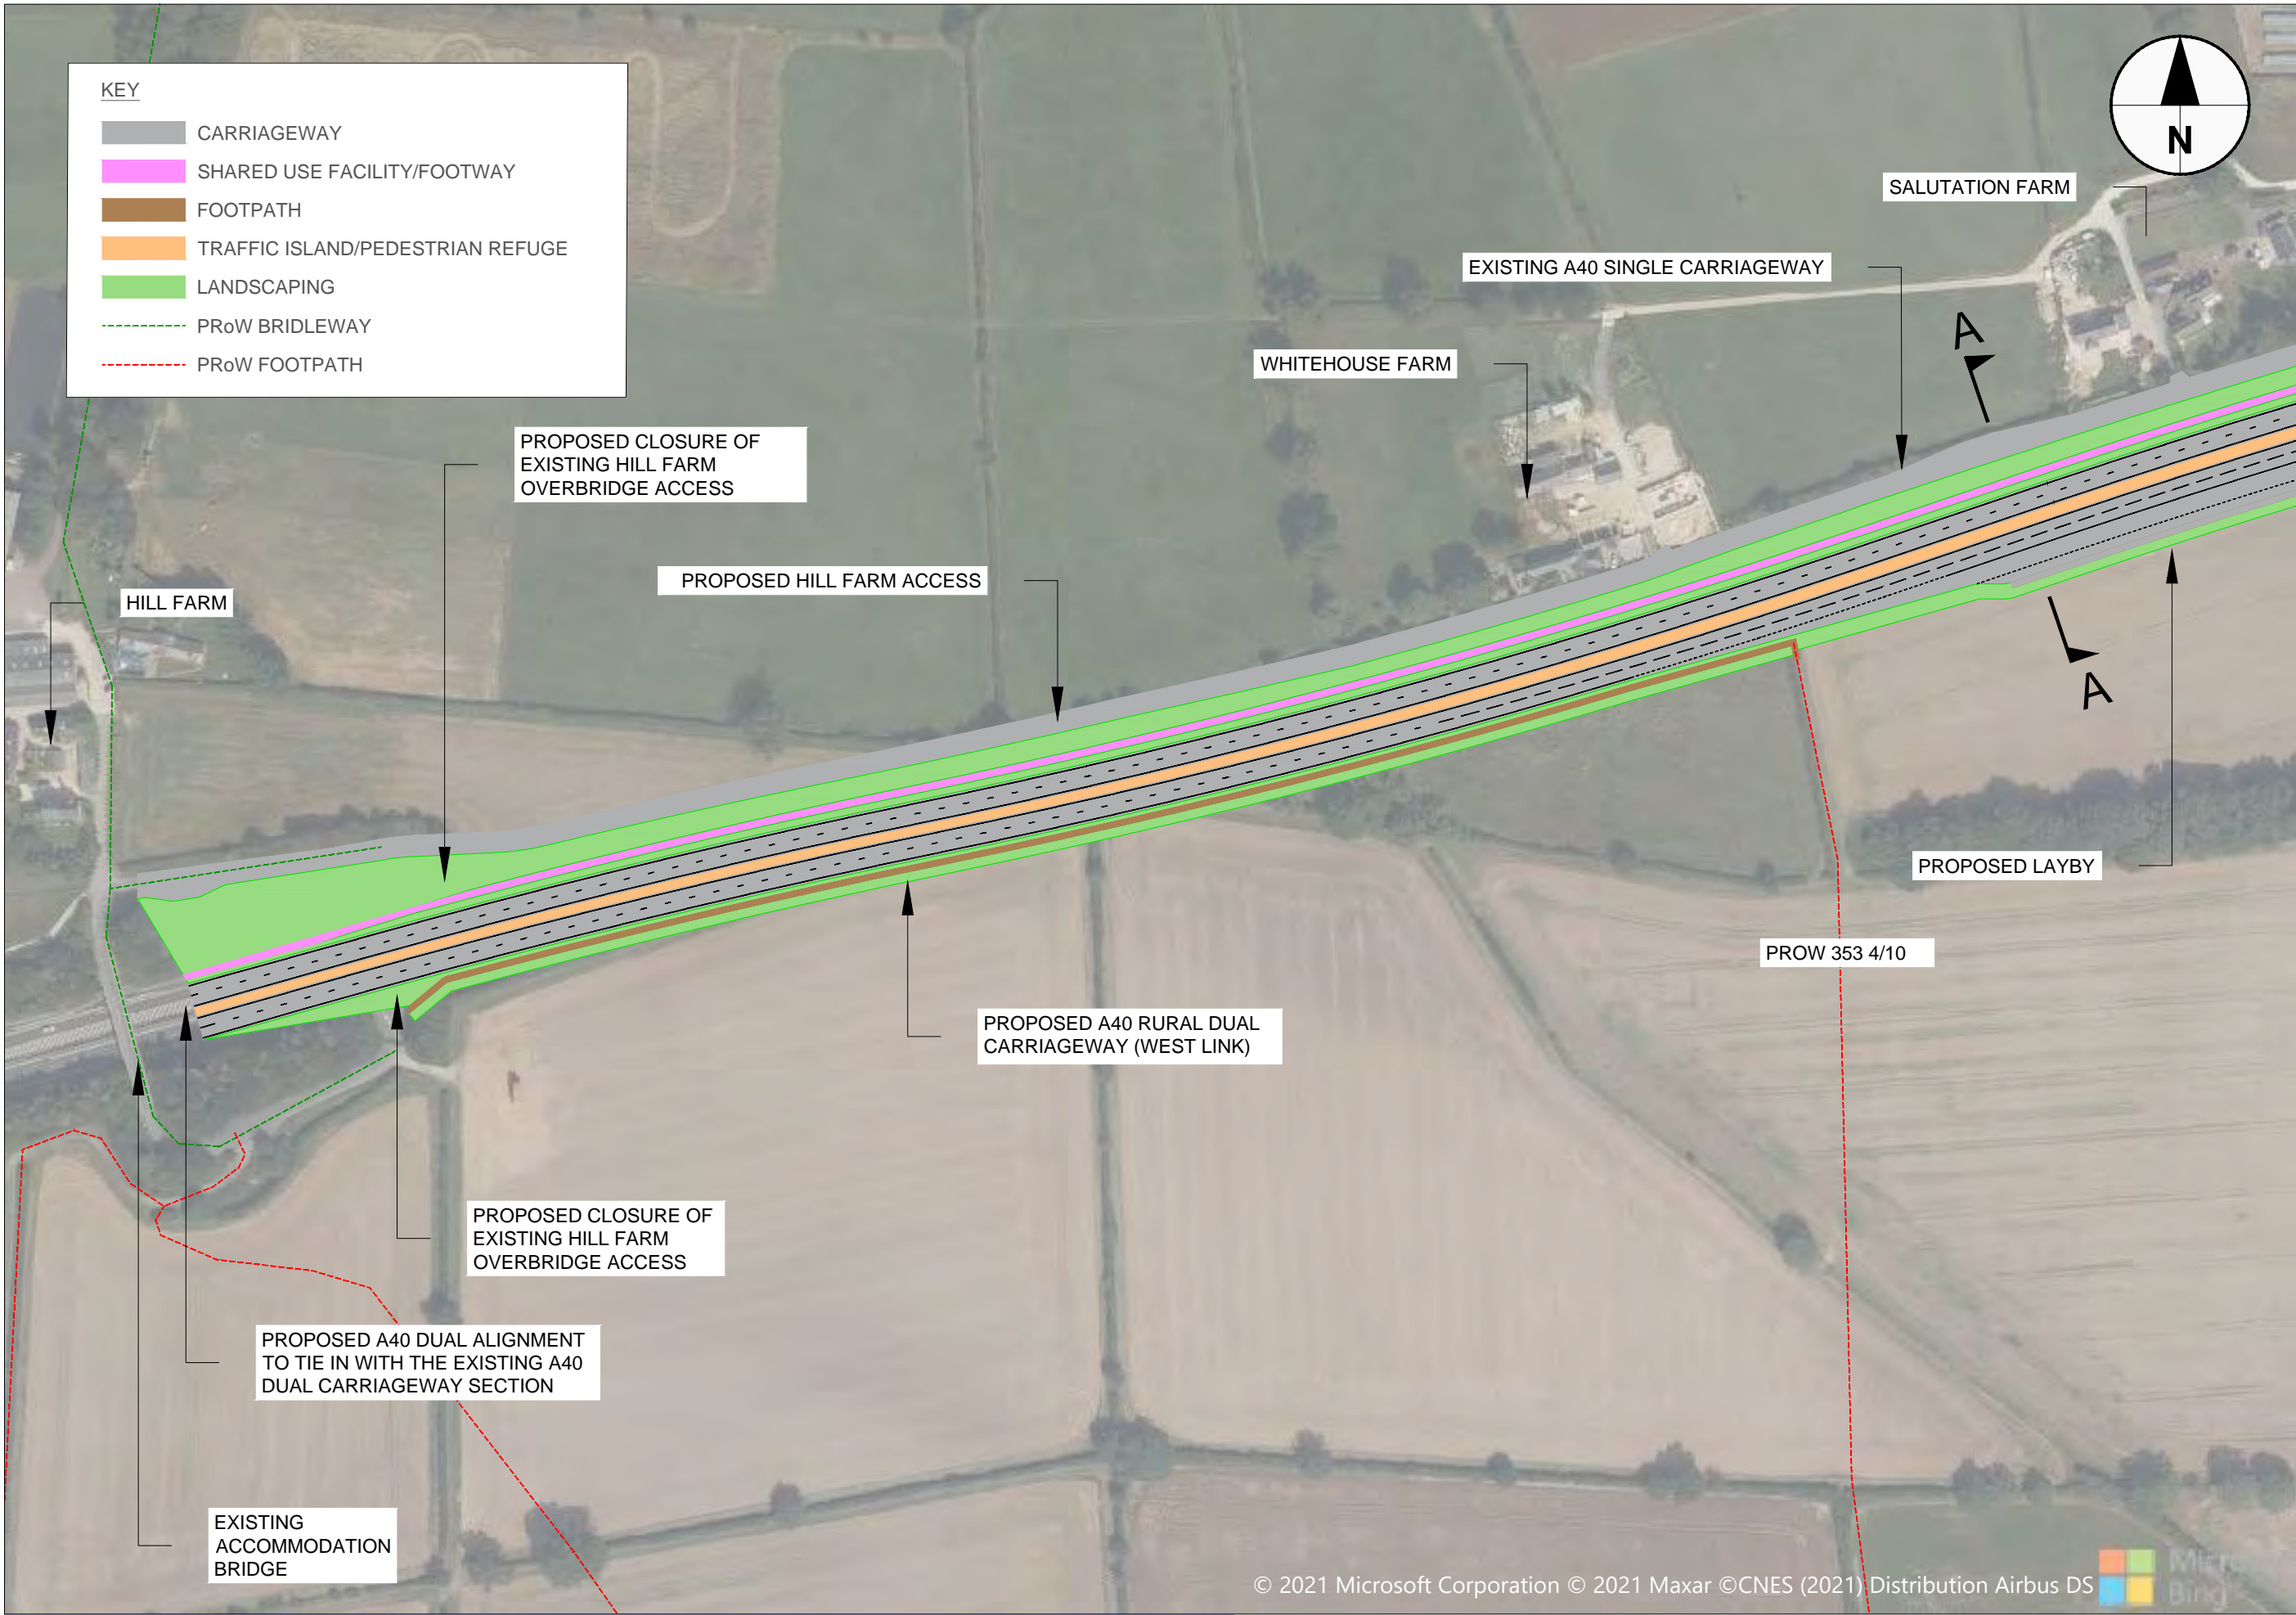 KEY
CARRIAGEWAY
SHARED USE FACILITY/FOOTWAY
FOOTPATH
TRAFFIC ISLAND/PEDESTRIAN REFUGE
LANDSCAPING
PRoW BRIDLEWAY
PRoW FOOTPATH
N
SALUTATION FARM
EXISTING A40 SINGLE CARRIAGEWAY
A
WHITEHOUSE FARM
PROPOSED CLOSURE OF
EXISTING HILL FARM
OVERBRIDGE ACCESS
PROPOSED HILL FARM ACCESS
HILL FARM
A
PROPOSED LAYBY
PROW 353 4/10
PROPOSED A40 RURAL DUAL
CARRIAGEWAY (WEST LINK)
PROPOSED CLOSURE OF
EXISTING HILL FARM
OVERBRIDGE ACCESS
PROPOSED A40 DUAL ALIGNMENT
TO TIE IN WITH THE EXISTING A40
DUAL CARRIAGEWAY SECTION
EXISTING
ACCOMMODATION
BRIDGE
© 2021 Microsoft Corporation © 2021 Maxar ©CNES (2021) Distribution Airbus DS
Bing